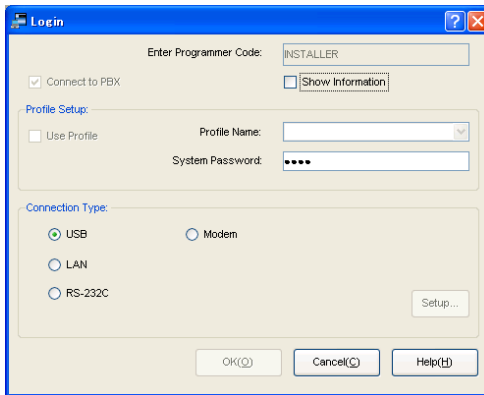 Login
Enter Programmer Code: INSTALLER
Connect to PBX Show Information
Profile Setup:
Use Profile Profile Name:
System Password: ●●●●
Connection Type:
USB Modem
LAN
RS-232C
Setup...
OK(O) Cancel(C) Help(H)